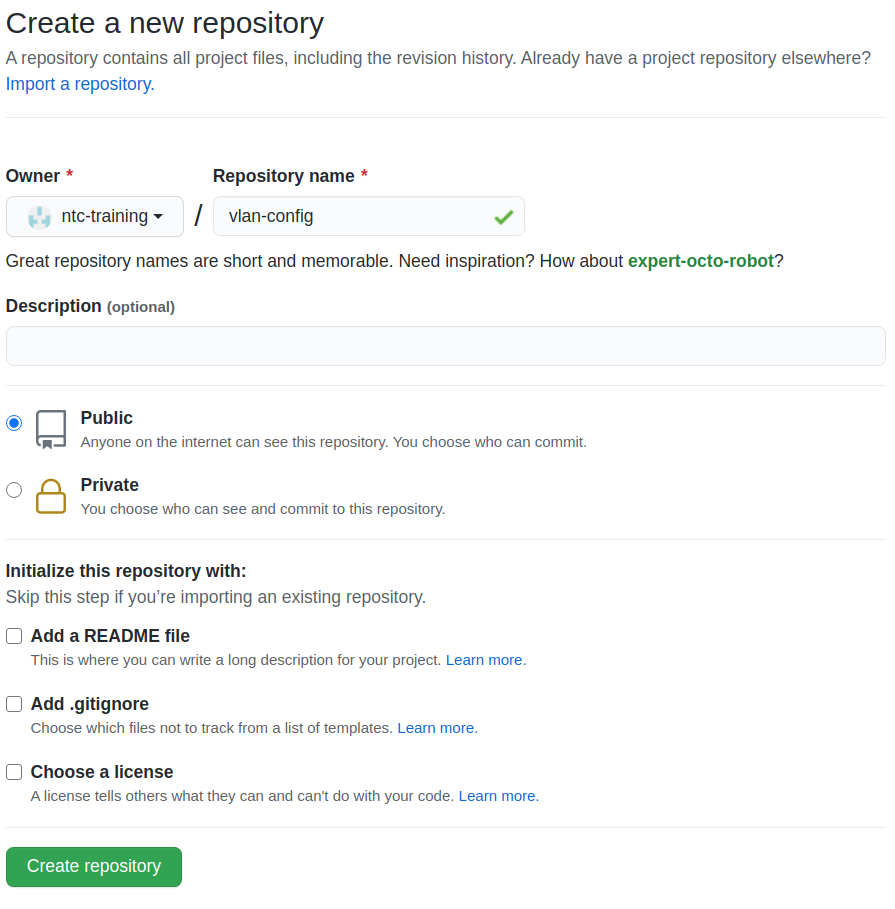 Create a new repository
A repository contains all project files, including the revision history. Already have a project repository elsewhere?
Import a repository.
Owner * Repository name *
ntc-training / vlan-config
Great repository names are short and memorable. Need inspiration? How about expert-octo-robot?
Description (optional)
Public
Anyone on the internet can see this repository. You choose who can commit.
Private
You choose who can see and commit to this repository.
Initialize this repository with:
Skip this step if you’re importing an existing repository.
Add a README file
This is where you can write a long description for your project. Learn more.
Add .gitignore
Choose which files not to track from a list of templates. Learn more.
Choose a license
A license tells others what they can and can't do with your code. Learn more.
Create repository